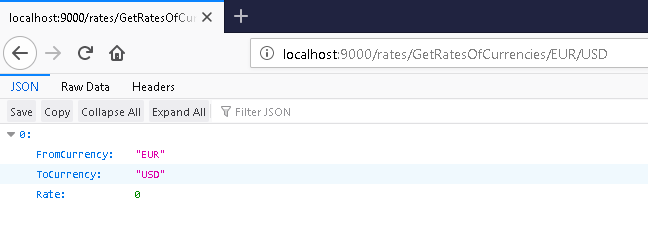 localhost:9000/rates/GetRatesOfCur
localhost:9000/rates/GetRatesOfCurrencies/EUR/USD
JSON Raw Data Headers
Save Copy Collapse All Expand All Filter JSON
0:
FromCurrency: "EUR"
ToCurrency: "USD"
Rate: 0